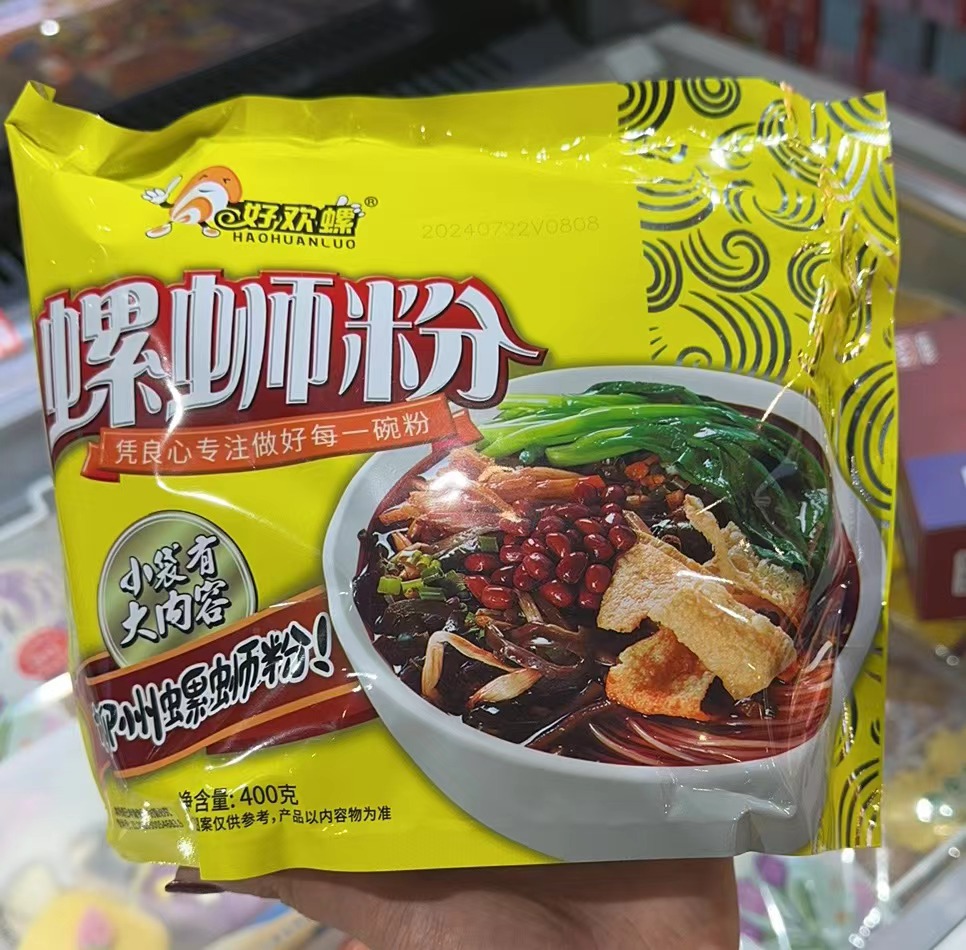 好欢螺®
HAOHUANLUO
20240722V0808
螺蛳粉
凭良心专注做好每一碗粉
小袋有
大内容
柳州螺蛳粉!
净含量: 400克
图案仅供参考,产品以内容物为准